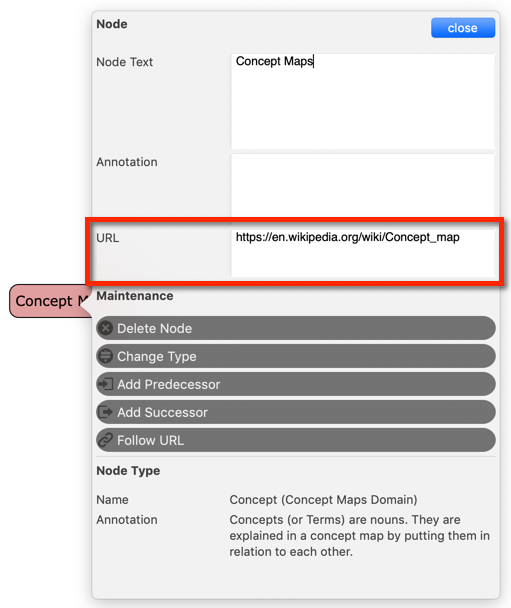 Node
close
Node Text
Concept Maps
Annotation
URL
https://en.wikipedia.org/wiki/Concept_map
Concept M
Maintenance
Delete Node
Change Type
Add Predecessor
Add Successor
Follow URL
Node Type
Name
Concept (Concept Maps Domain)
Annotation
Concepts (or Terms) are nouns. They are
explained in a concept map by putting them in
relation to each other.